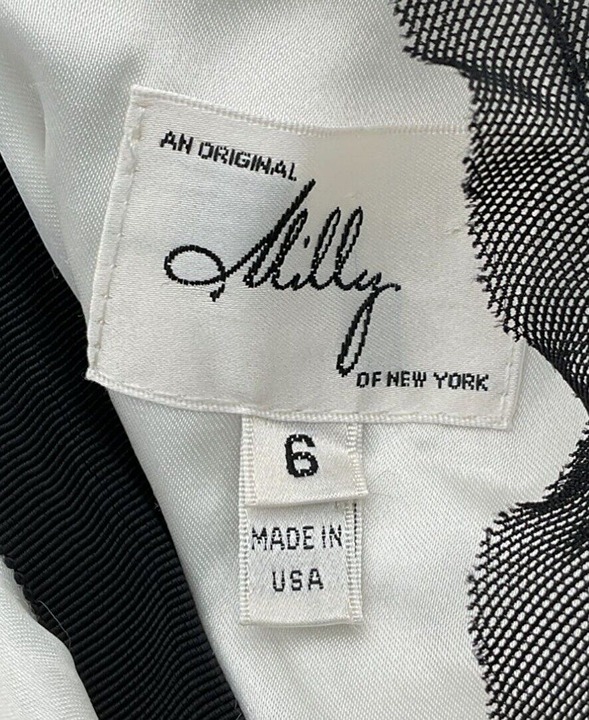 AN ORIGINAL
Milly
OF NEW YORK
6
MADE IN
USA